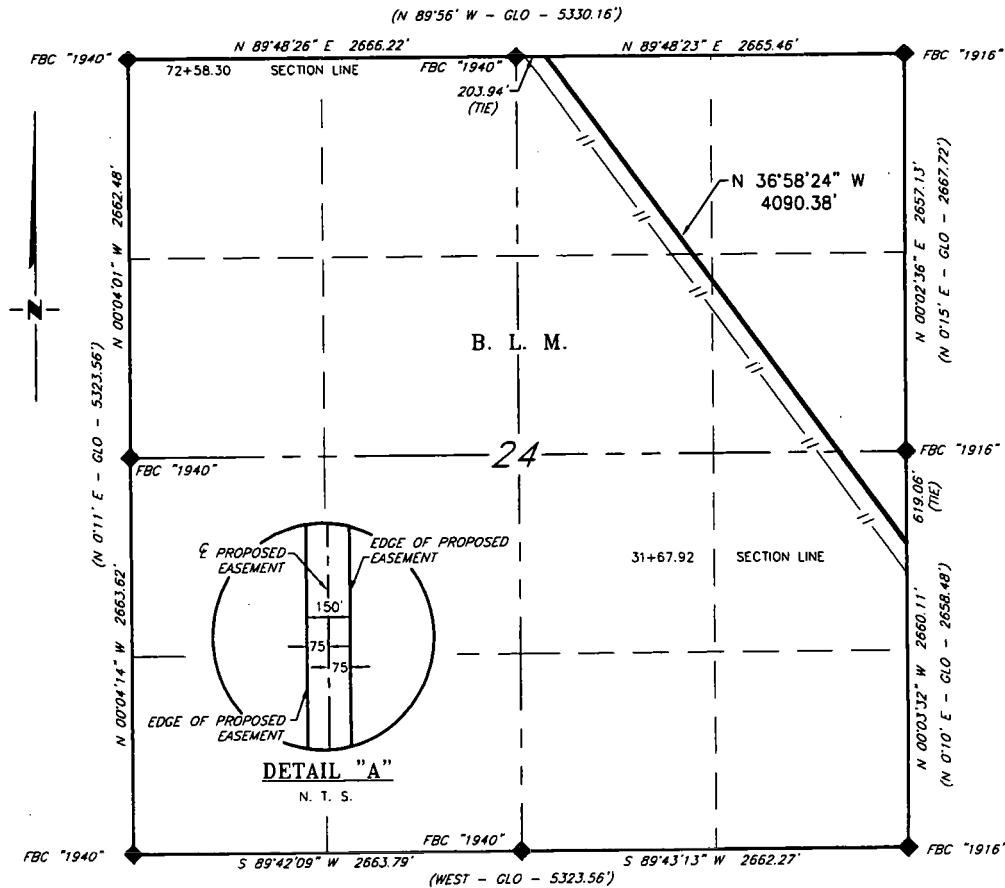 (N 89°56' W - GLO - 5330.16')
N 89°48'26" E 2666.22'
N 89°48'23" E 2665.46'
FBC "1940"
72+58.30 SECTION LINE
FBC "1940"
FBC "1916"
203.94'
(TIE)
N 36°58'24" W
4090.38'
N 00°04'01" W 2662.48'
N 00°02'36" E 2657.13'
(N 0°15' E - GLO - 2667.72')
N
B. L. M.
(N 0°11' E - GLO - 5323.56')
24
FBC "1940"
FBC "1916"
619.06'
(TIE)
31+67.92 SECTION LINE
℄ PROPOSED
EASEMENT
EDGE OF PROPOSED
EASEMENT
150'
75
75
EDGE OF PROPOSED
EASEMENT
DETAIL "A"
N. T. S.
N 00°04'14" W 2663.62'
N 00°03'32" W 2660.11'
(N 0°10' E - GLO - 2658.48')
FBC "1940"
FBC "1940"
FBC "1916"
S 89°42'09" W 2663.79'
S 89°43'13" W 2662.27'
(WEST - GLO - 5323.56')